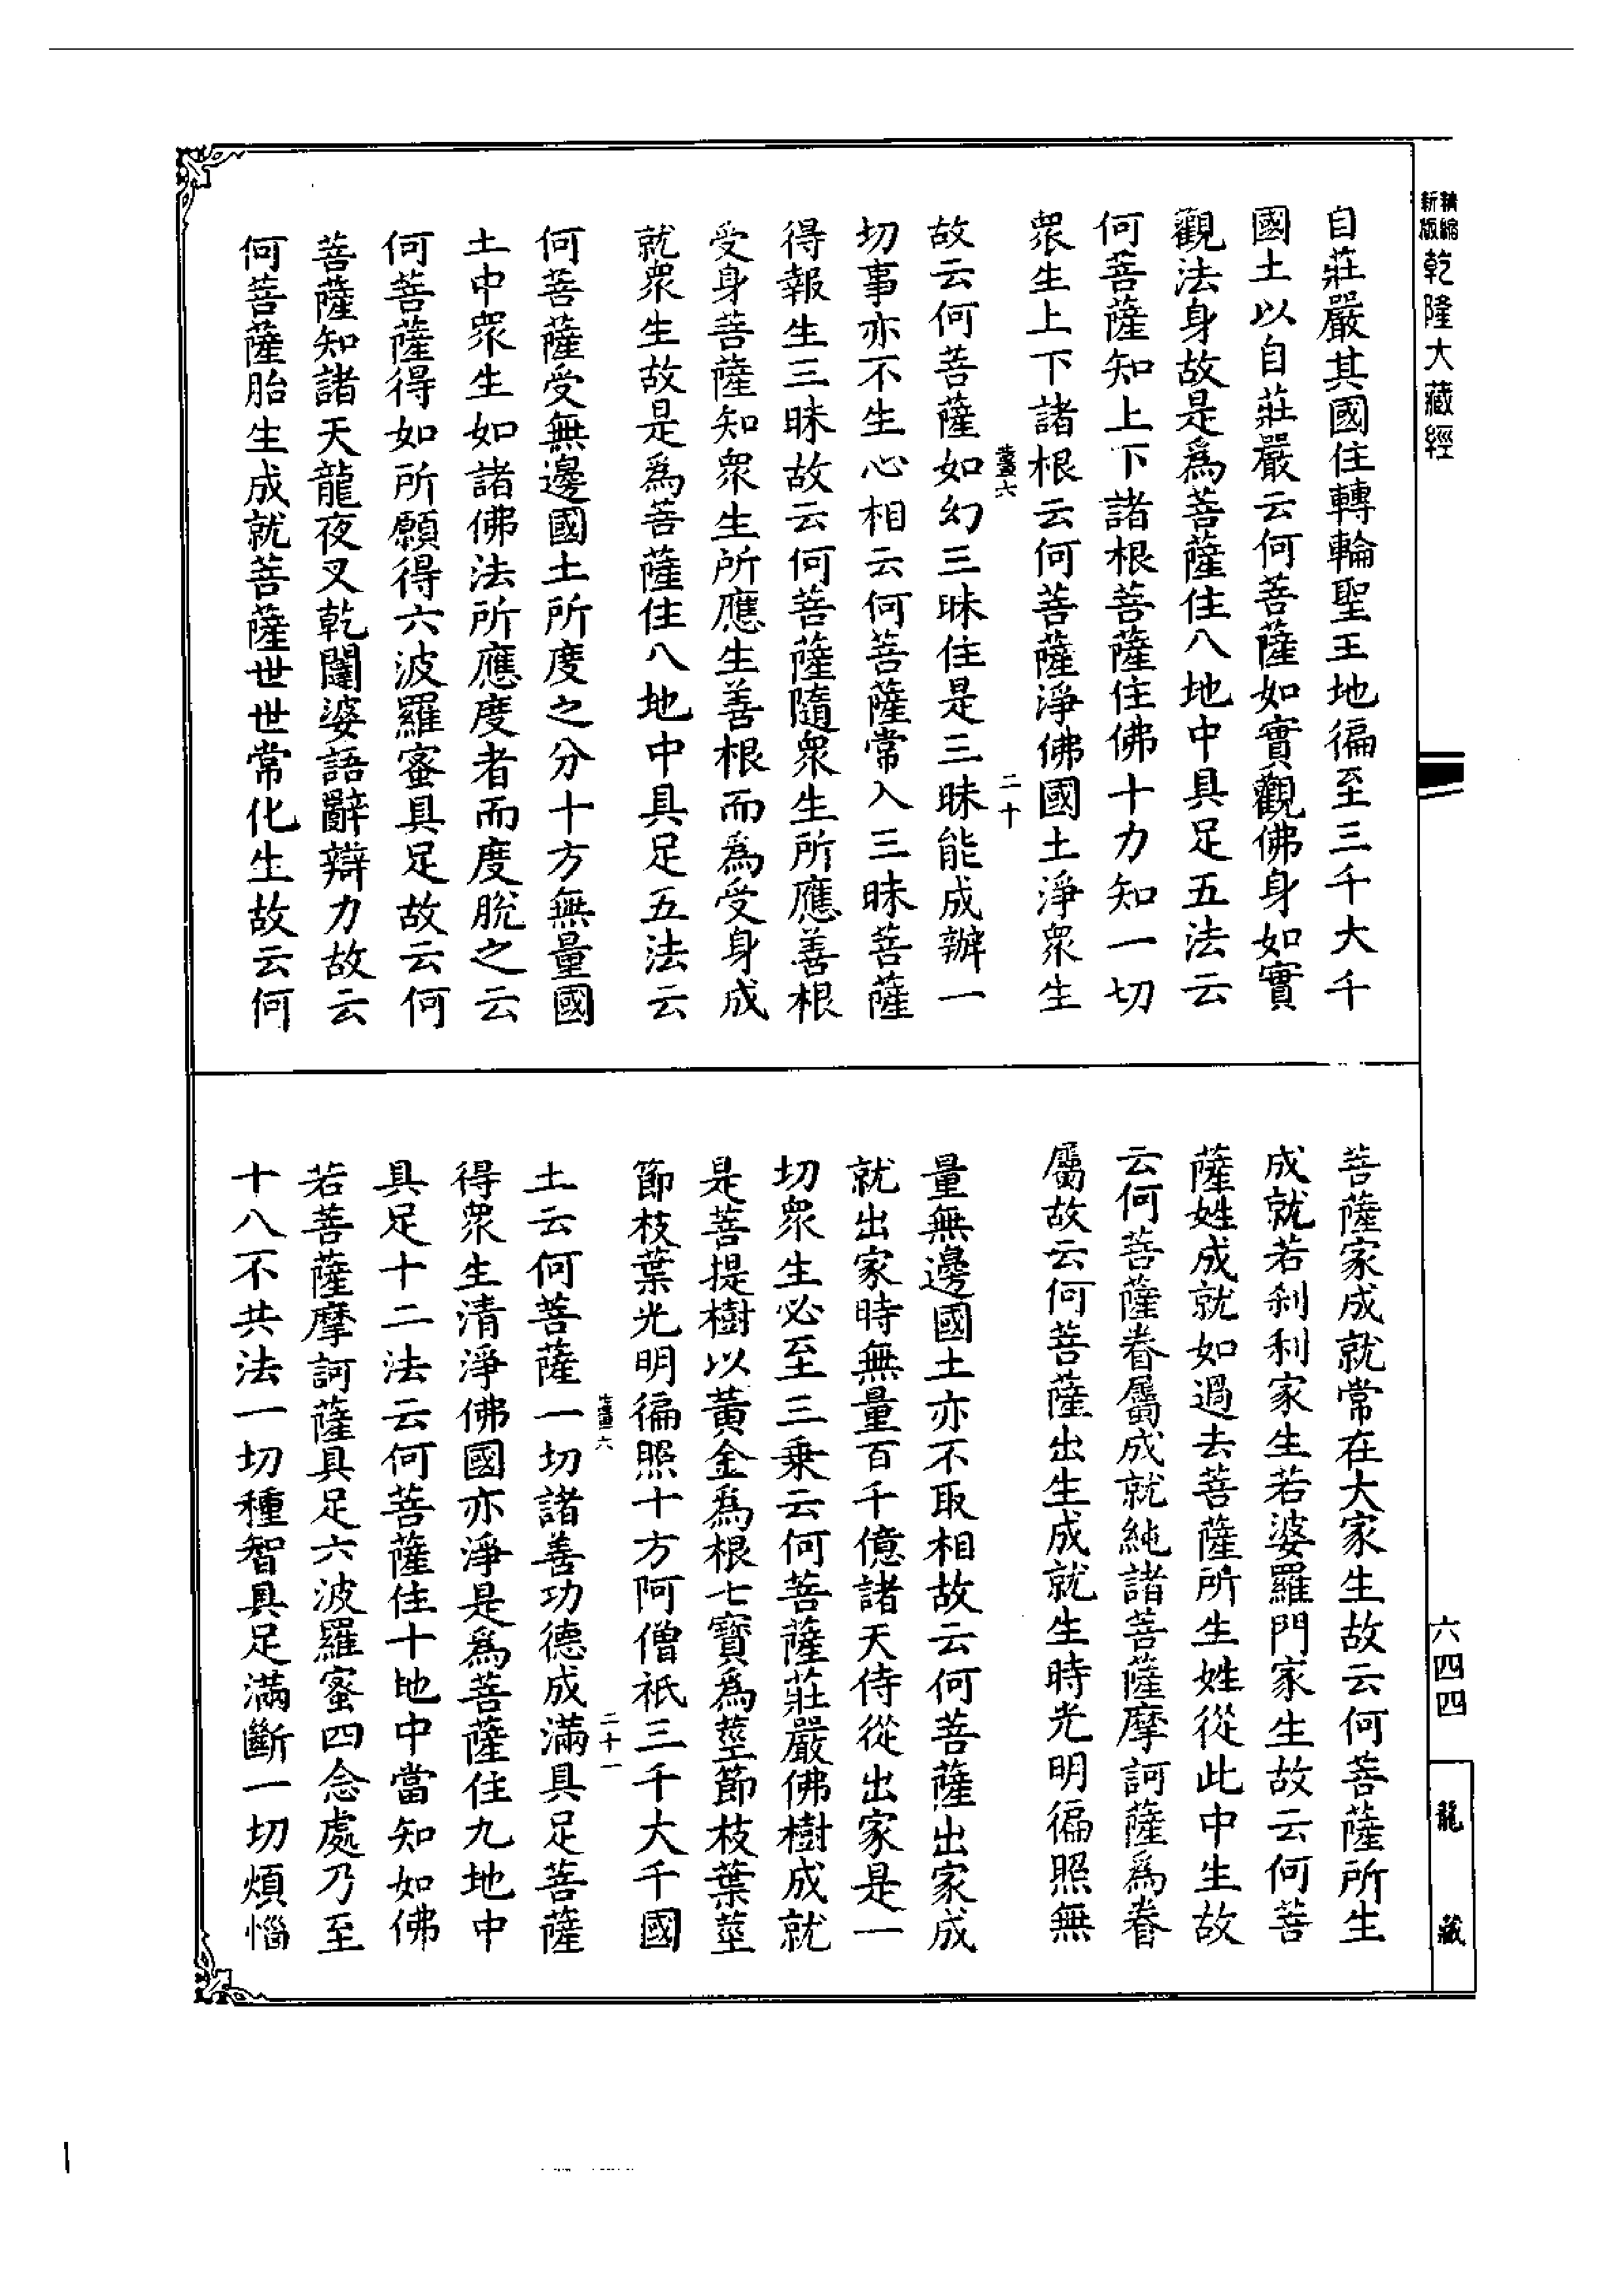 精縮新版乾隆大藏經
自莊嚴其國住轉輪聖王地徧至三千大千
國土以自莊嚴云何菩薩如實觀佛身如實
觀法身故是爲菩薩住八地中具足五法云
何菩薩知上下諸根菩薩住佛十力知一切
眾生上下諸根云何菩薩淨佛國土淨眾生
六 二十
故云何菩薩如幻三昧住是三昧能成辦一
切事亦不生心相云何菩薩常入三昧菩薩
得報生三昧故云何菩薩隨眾生所應善根
受身菩薩知眾生所應生善根而爲受身成
就眾生故是爲菩薩住八地中具足五法云
何菩薩受無邊國土所度之分十方無量國
土中眾生如諸佛法所應度者而度脫之云
何菩薩得如所願得六波羅蜜具足故云何
菩薩知諸天龍夜叉乾闥婆語辭辯力故云
何菩薩胎生成就菩薩世世常化生故云何
菩薩家成就常在大家生故云何菩薩所生
成就若刹利家生若婆羅門家生故云何菩
薩姓成就如過去菩薩所生姓從此中生故
云何菩薩眷屬成就純諸菩薩摩訶薩爲眷
屬故云何菩薩出生成就生時光明徧照無
量無邊國土亦不取相故云何菩薩出家成
就出家時無量百千億諸天侍從出家是一
切眾生必至三乘云何菩薩莊嚴佛樹成就
是菩提樹以黃金爲根七寶爲莖節枝葉莖
節枝葉光明徧照十方阿僧祇三千大千國
六 二十一
土云何菩薩一切諸善功德成滿具足菩薩
得眾生清淨佛國亦淨是爲菩薩住九地中
具足十二法云何菩薩住十地中當知如佛
若菩薩摩訶薩具足六波羅蜜四念處乃至
十八不共法一切種智具足滿斷一切煩惱
六四四
龍藏